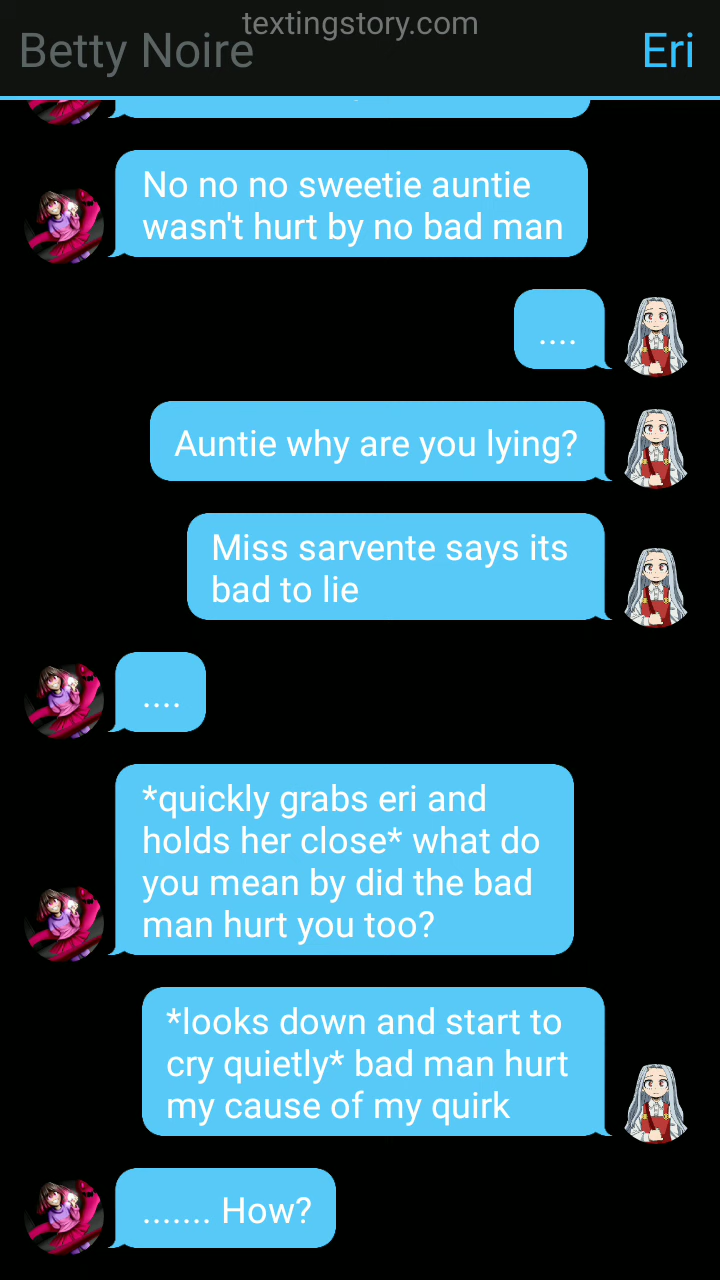 textingstory.com
Betty Noire
Eri
No no no sweetie auntie
wasn't hurt by no bad man
....
Auntie why are you lying?
Miss sarvente says its
bad to lie
....
*quickly grabs eri and
holds her close* what do
you mean by did the bad
man hurt you too?
*looks down and start to
cry quietly* bad man hurt
my cause of my quirk
....... How?